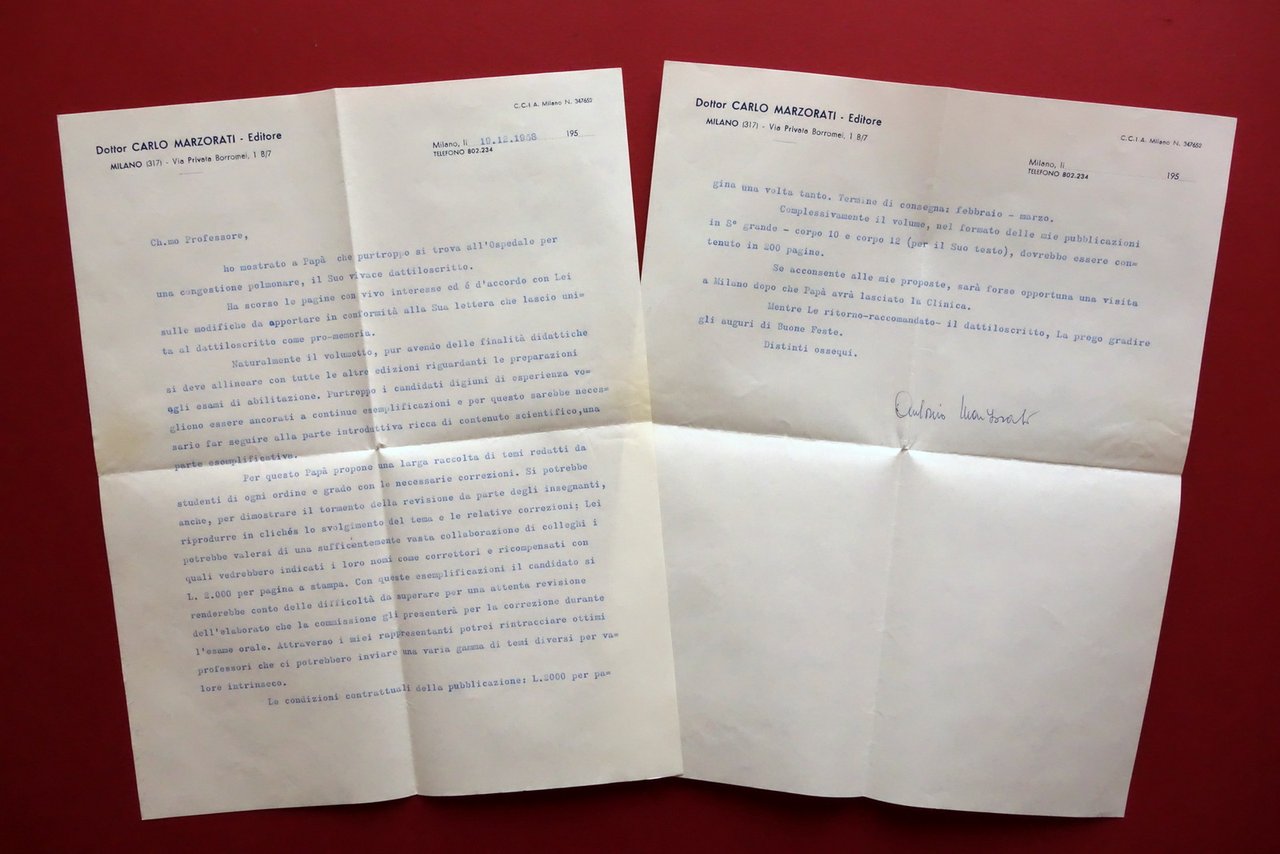 Dottor CARLO MARZORATI - Editore
MILANO (317) - Via Privata Borromei, 1 B/7
C.C.I A. Milano N. 347652
Milano, li 19.12.1958 195
TELEFONO 802.234
Ch.mo Professore,
ho mostrato a Papà che purtroppo si trova all'Ospedale per
una congestione polmonare, il Suo vivace dattiloscritto.
Ha scorso le pagine con vivo interesse ed é d'accordo con Lei
sulle modifiche da apportare in conformità alla Sua lettera che lascio uni=
ta al dattiloscritto come pro-memoria.
Naturalmente il volumetto, pur avendo delle finalità didattiche
si deve allineare con tutte le altre edizioni riguardanti le preparazioni
agli esami di abilitazione. Purtroppo i candidati digiuni di esperienza vo=
gliono essere ancorati a continue esemplificazioni e per questo sarebbe neces=
sario far seguire alla parte introduttiva ricca di contenuto scientifico,una
parte esemplificativa.
Per questo Papà propone una larga raccolta di temi redatti da
studenti di ogni ordine e grado con le necessarie correzioni. Si potrebbe
anche, per dimostrare il tormento della revisione da parte degli insegnanti,
riprodurre in clichés lo svolgimento del tema e le relative correzioni; Lei
potrebbe valersi di una sufficentemente vasta collaborazione di colleghi i
quali vedrebbero indicati i loro nomi come correttori e ricompensati con
L. 2.000 per pagina a stampa. Con queste esemplificazioni il candidato si
renderebbe conto delle difficoltà da superare per una attenta revisione
dell'elaborato che la commissione gli presenterà per la correzione durante
l'esame orale. Attraverso i miei rappresentanti potrei rintracciare ottimi
professori che ci potrebbero inviare una varia gamma di temi diversi per va=
lore intrinseco.
Le condizioni contrattuali della pubblicazione: L.2000 per pa=
Dottor CARLO MARZORATI - Editore
MILANO (317) - Via Privata Borromei, 1 B/7
C.C.I A. Milano N. 347652
Milano, li 195
TELEFONO 802.234
gina una volta tanto. Termine di consegna: febbraio - marzo.
Complessivamente il volume, nel formato delle mie pubblicazioni
in 8° grande - corpo 10 e corpo 12 (per il Suo testo), dovrebbe essere con=
tenuto in 200 pagine.
Se acconsente alle mie proposte, sarà forse opportuna una visita
a Milano dopo che Papà avrà lasciato la Clinica.
Mentre Le ritorno-raccomandato- il dattiloscritto, La prego gradire
gli auguri di Buone Feste.
Distinti ossequi.
Antonio Marzorati